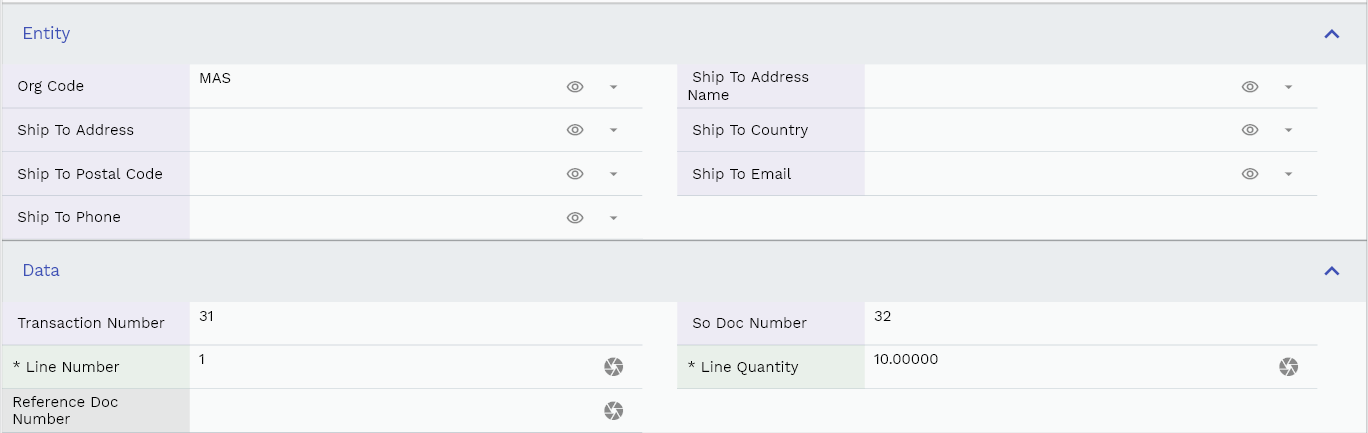 Entity
Org Code MAS Ship To Address
Name
Ship To Address Ship To Country
Ship To Postal Code Ship To Email
Ship To Phone
Data
Transaction Number 31 So Doc Number 32
* Line Number 1 * Line Quantity 10.00000
Reference Doc
Number